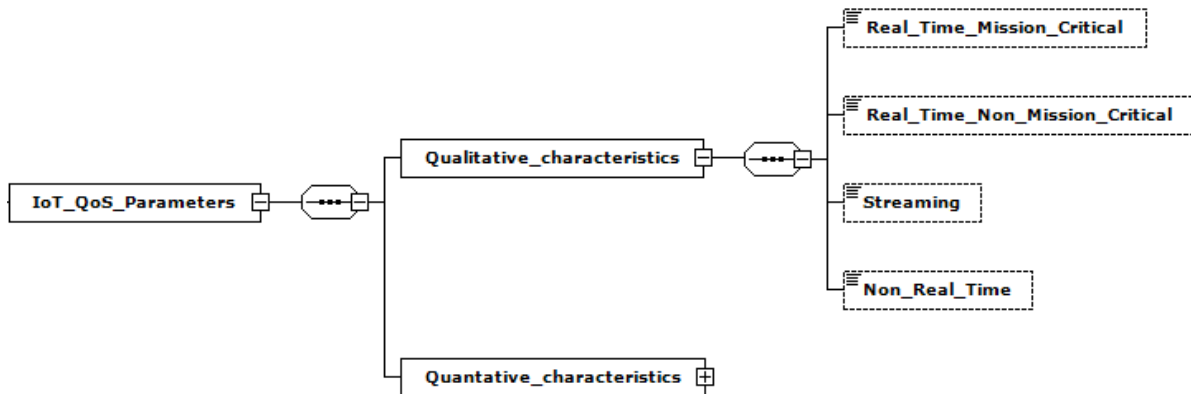 Real_Time_Mission_Critical
Real_Time_Non_Mission_Critical
Qualitative_characteristics
IoT_QoS_Parameters
Streaming
Non_Real_Time
Quantative_characteristics